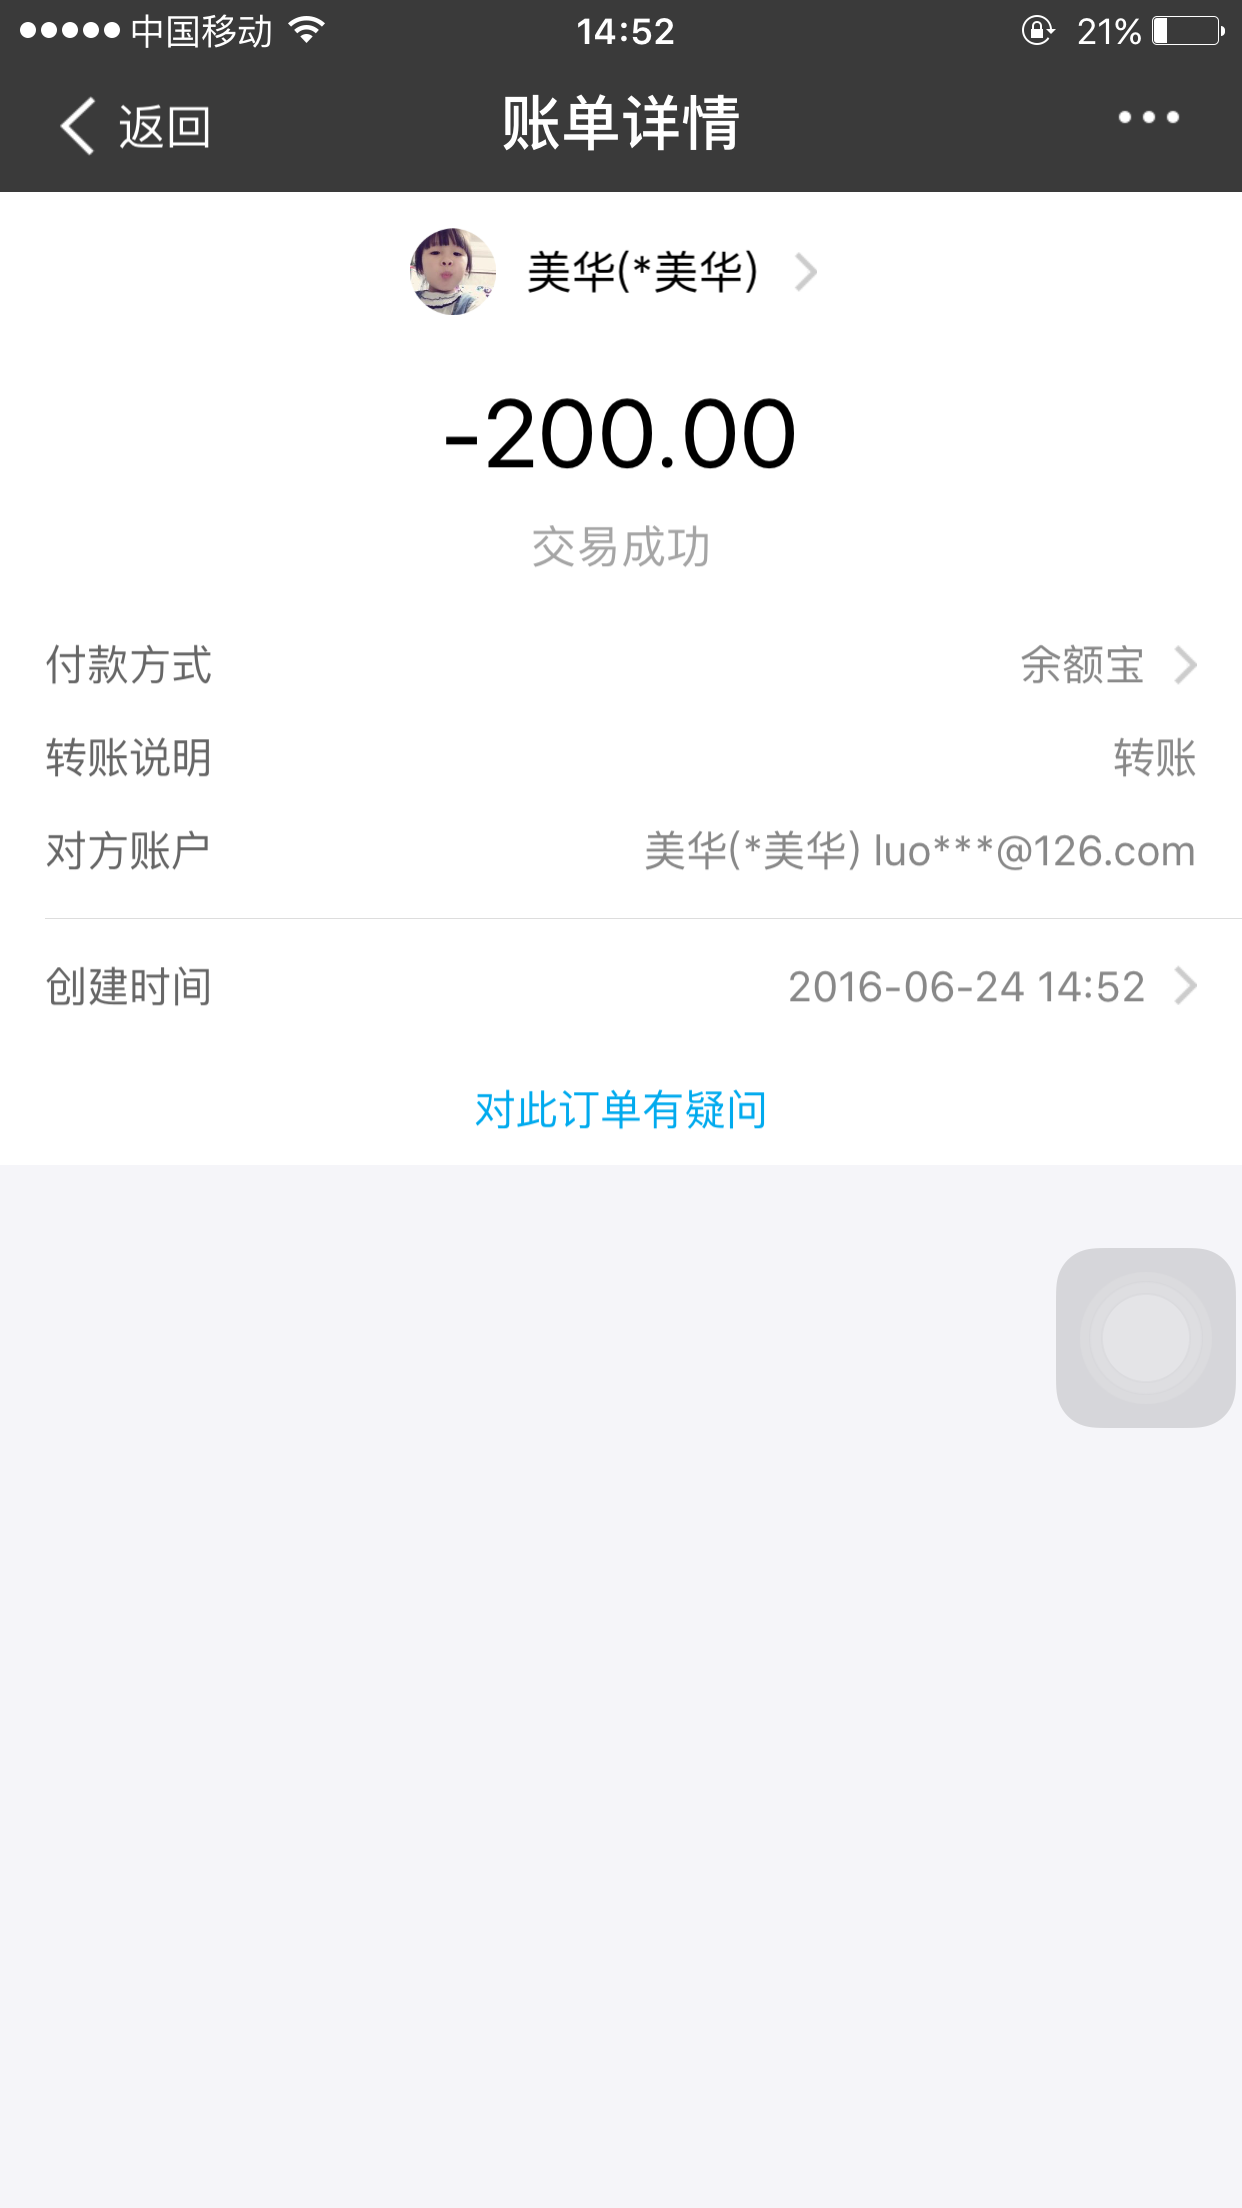 中国移动 14:52 21%
返回 账单详情
美华(*美华)
-200.00
交易成功
付款方式 余额宝
转账说明 转账
对方账户 美华(*美华) luo***@126.com
创建时间 2016-06-24 14:52
对此订单有疑问